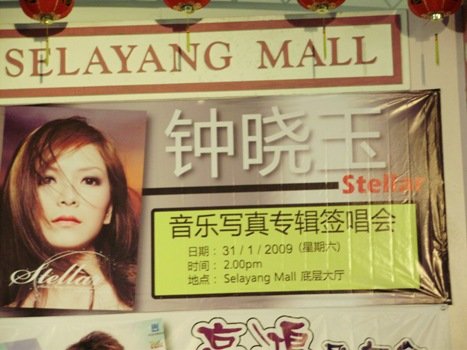 SELAYANG MALL
钟晓玉
Stellar
音乐写真专辑签唱会
日期： 31 / 1 / 2009 (星期六)
时间： 2.00pm
地点： Selayang Mall 底层大厅
Stellar